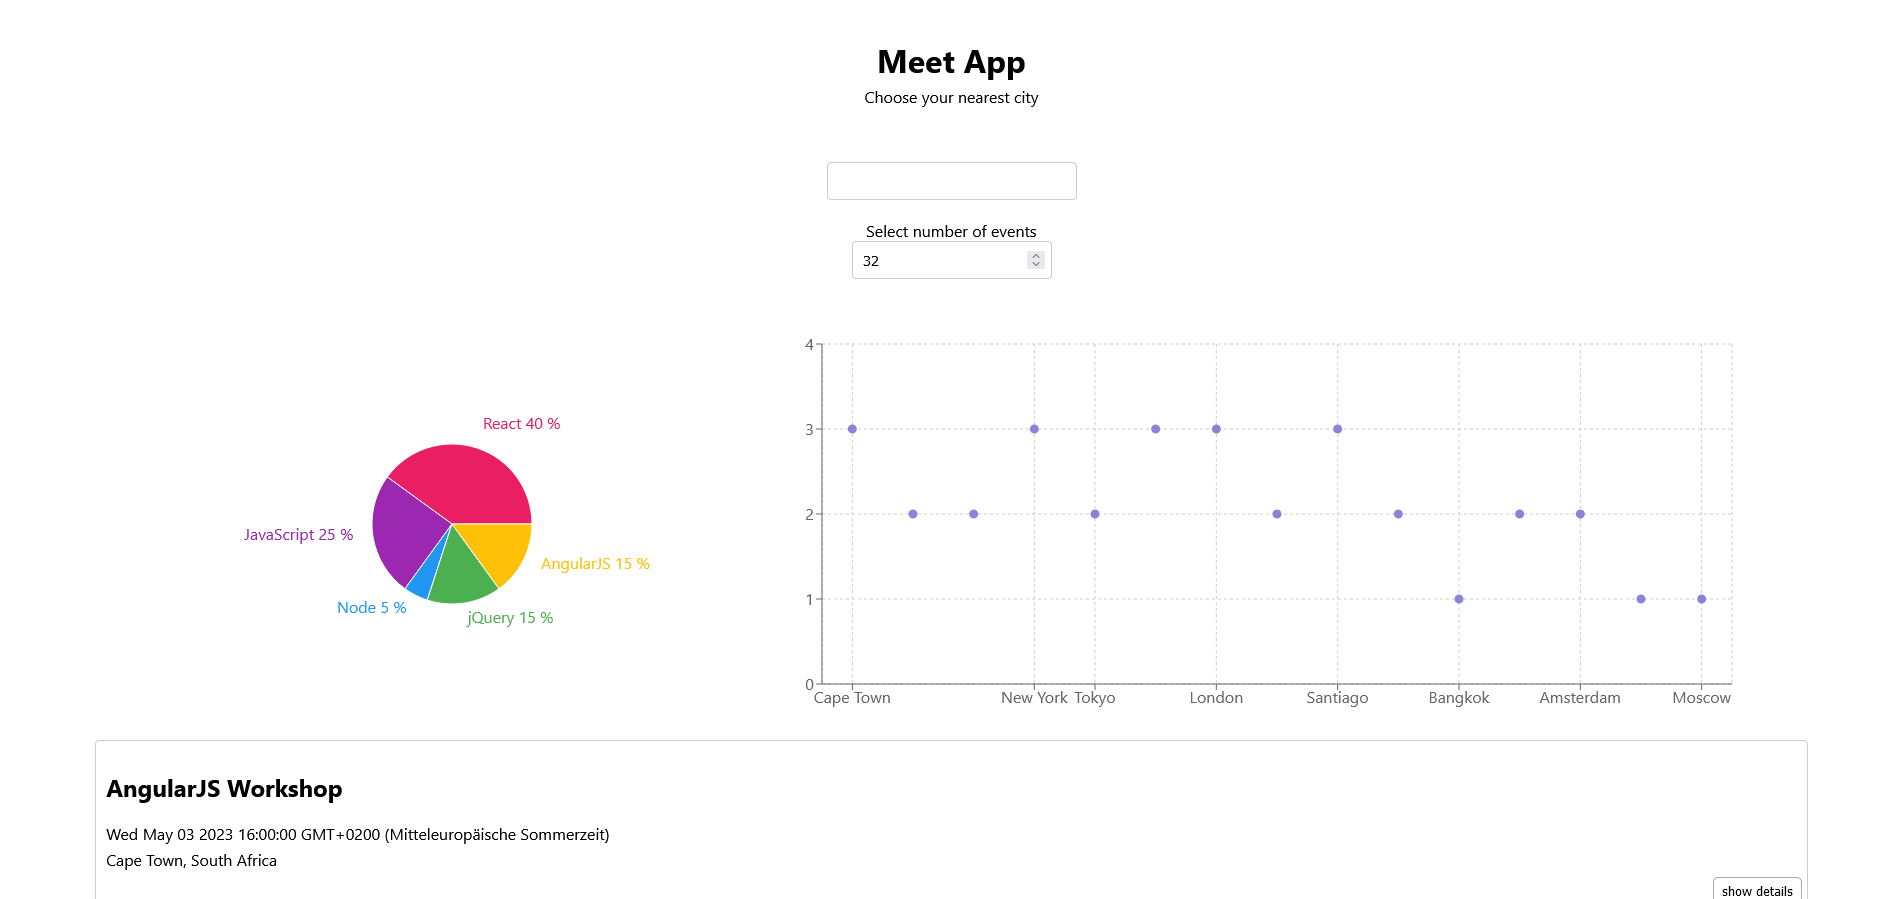 Meet App
Choose your nearest city
Select number of events
32
React 40 %
JavaScript 25 %
AngularJS 15 %
Node 5 %
jQuery 15 %
4
3
2
1
0
Cape Town New York Tokyo London Santiago Bangkok Amsterdam Moscow
AngularJS Workshop
Wed May 03 2023 16:00:00 GMT+0200 (Mitteleuropäische Sommerzeit)
Cape Town, South Africa
show details